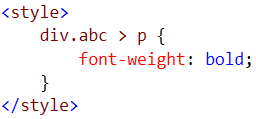 <style>
    div.abc > p {
        font-weight: bold;
    }
</style>